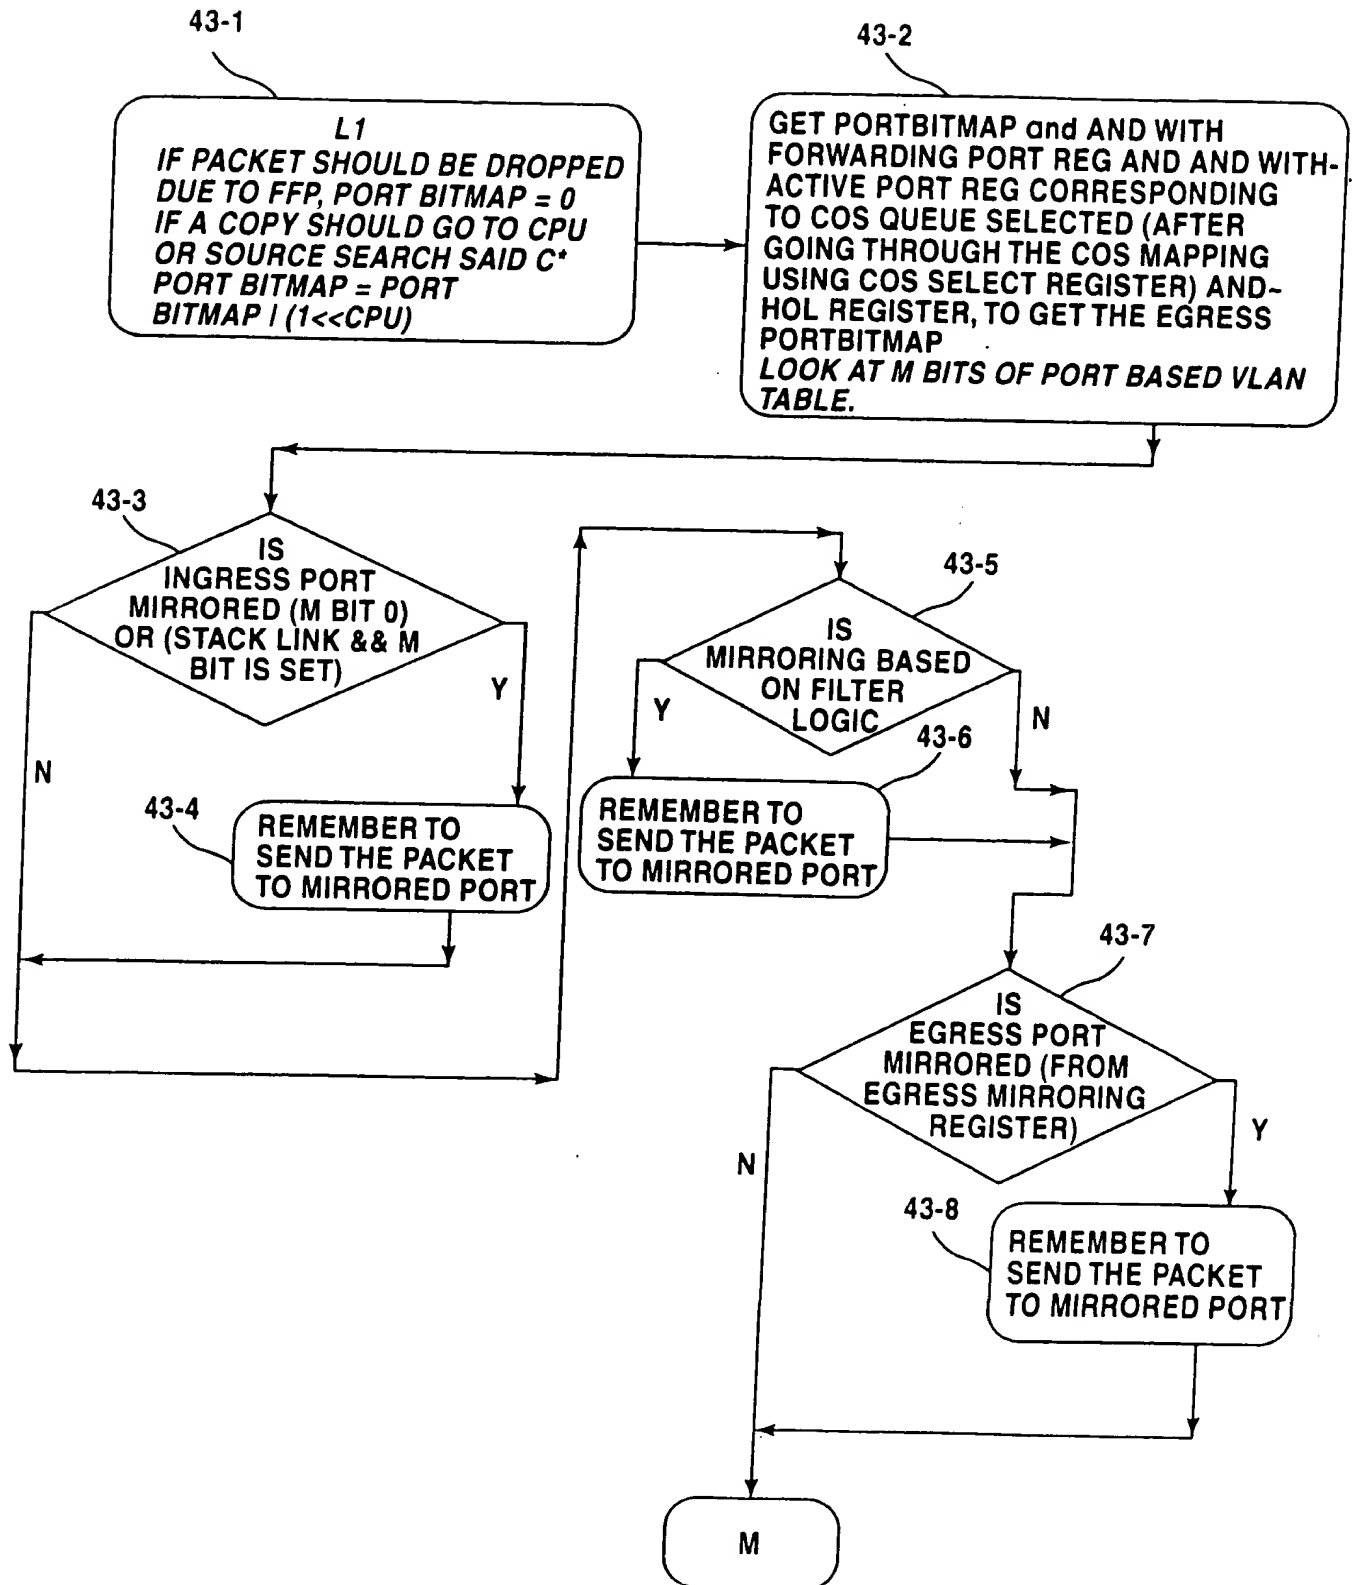 43-1
L1
IF PACKET SHOULD BE DROPPED
DUE TO FFP, PORT BITMAP = 0
IF A COPY SHOULD GO TO CPU
OR SOURCE SEARCH SAID C*
PORT BITMAP = PORT
BITMAP | (1<<CPU)
43-2
GET PORTBITMAP and AND WITH
FORWARDING PORT REG AND AND WITH-
ACTIVE PORT REG CORRESPONDING
TO COS QUEUE SELECTED (AFTER
GOING THROUGH THE COS MAPPING
USING COS SELECT REGISTER) AND~
HOL REGISTER, TO GET THE EGRESS
PORTBITMAP
LOOK AT M BITS OF PORT BASED VLAN
TABLE.
43-3
IS
INGRESS PORT
MIRRORED (M BIT 0)
OR (STACK LINK && M
BIT IS SET)
N
Y
43-4
REMEMBER TO
SEND THE PACKET
TO MIRRORED PORT
43-5
IS
MIRRORING BASED
ON FILTER
LOGIC
Y
N
43-6
REMEMBER TO
SEND THE PACKET
TO MIRRORED PORT
43-7
IS
EGRESS PORT
MIRRORED (FROM
EGRESS MIRRORING
REGISTER)
N
Y
43-8
REMEMBER TO
SEND THE PACKET
TO MIRRORED PORT
M